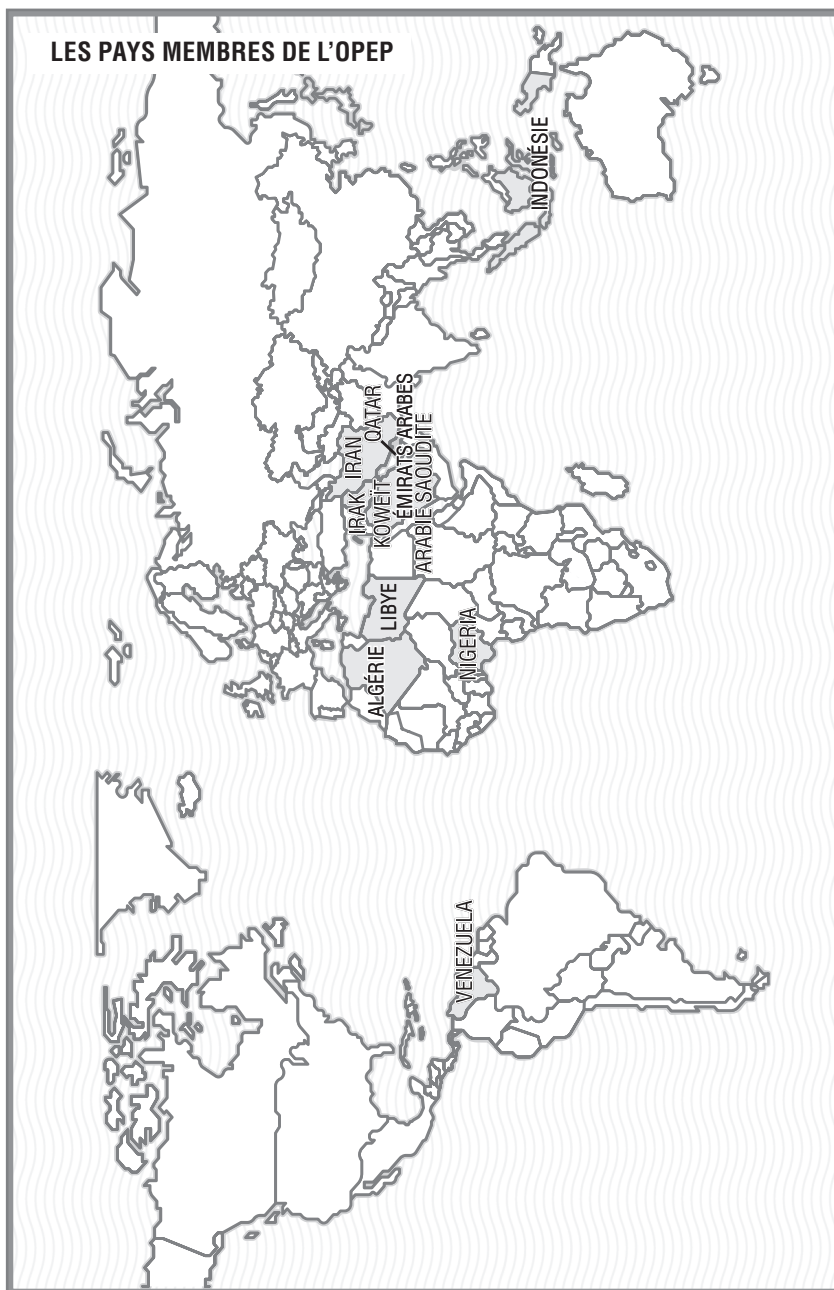 LES PAYS MEMBRES DE L'OPEP
VENEZUELA
ALGÉRIE
LIBYE
NIGERIA
IRAK
IRAN
KOWEÏT
QATAR
ÉMIRATS ARABES
ARABIE SAOUDITE
INDONÉSIE